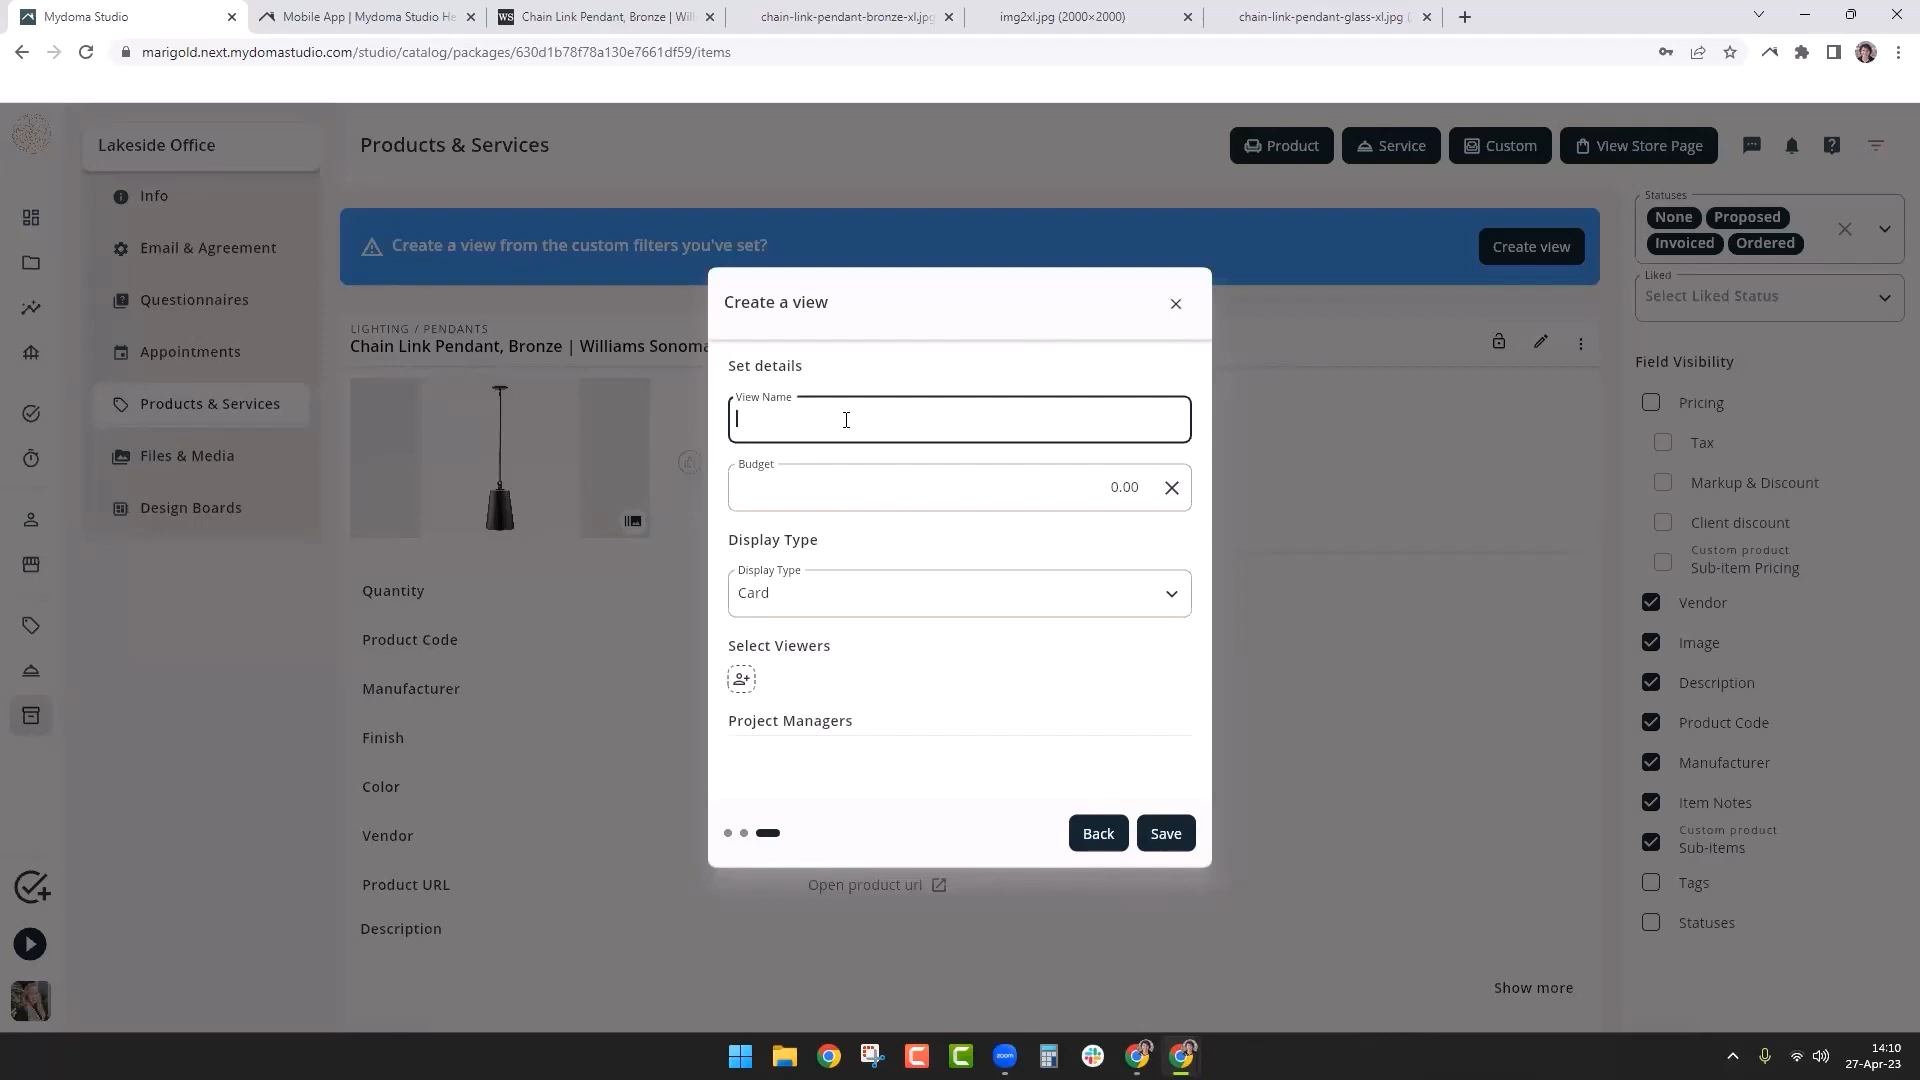 Mydoma Studio
Mobile App | Mydoma Studio He
WS Chain Link Pendant, Bronze | Will
chain-link-pendant-bronze-xl.jpg
img2xl.jpg (2000×2000)
chain-link-pendant-glass-xl.jpg (
marigold.next.mydomastudio.com/studio/catalog/packages/630d1b78f78a130e7661df59/items
Lakeside Office
Info
Email & Agreement
Questionnaires
Appointments
Products & Services
Files & Media
Design Boards
Products & Services
Product
Service
Custom
View Store Page
Create a view from the custom filters you've set?
Create view
LIGHTING / PENDANTS
Chain Link Pendant, Bronze | Williams Sonoma
Quantity
Product Code
Manufacturer
Finish
Color
Vendor
Product URL
Open product url
Description
Show more
Create a view
Set details
View Name
Budget
0.00
Display Type
Display Type
Card
Select Viewers
Project Managers
Back
Save
Statuses
None Proposed
Invoiced Ordered
Liked
Select Liked Status
Field Visibility
Pricing
Tax
Markup & Discount
Client discount
Custom product
Sub-item Pricing
Vendor
Image
Description
Product Code
Manufacturer
Item Notes
Custom product
Sub-items
Tags
Statuses
zoom
14:10
27-Apr-23